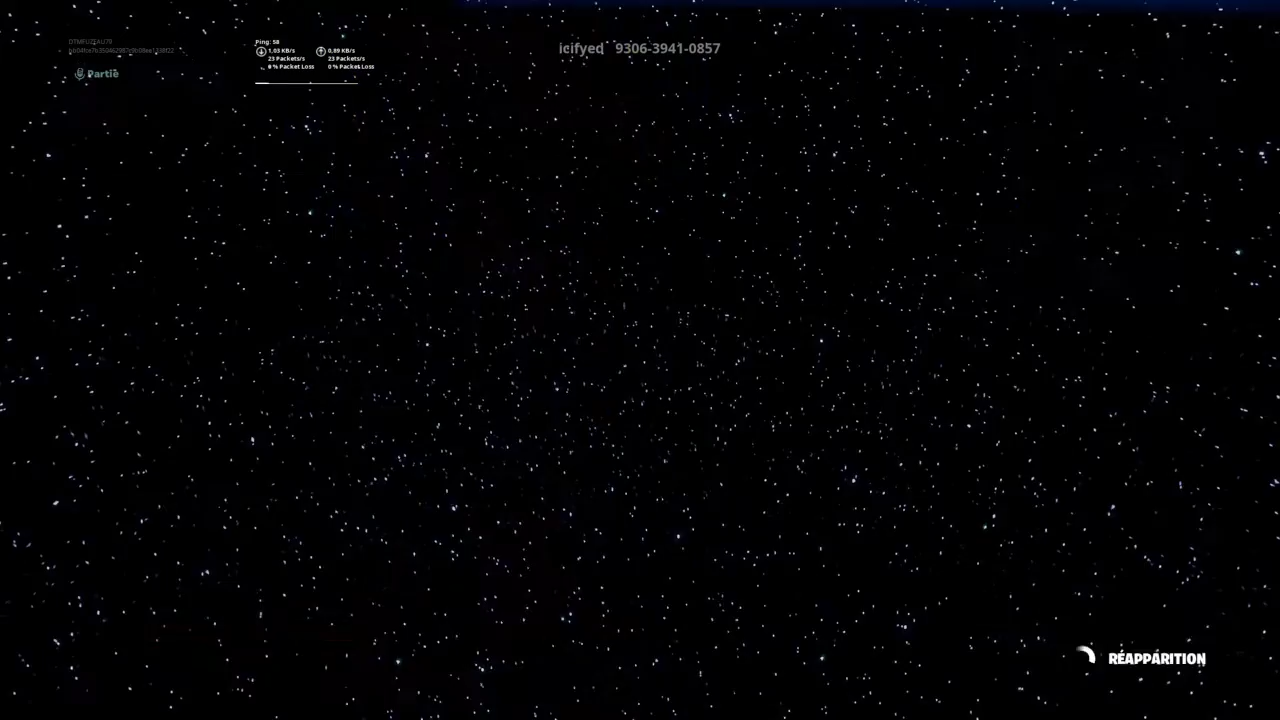 DTMFUZEAU79
Partie
Ping: 58
1,03 KB/s 0,89 KB/s
23 Packets/s 23 Packets/s
0 % Packet Loss 0 % Packet Loss
icifyed 9306-3941-0857
RÉAPPARITION